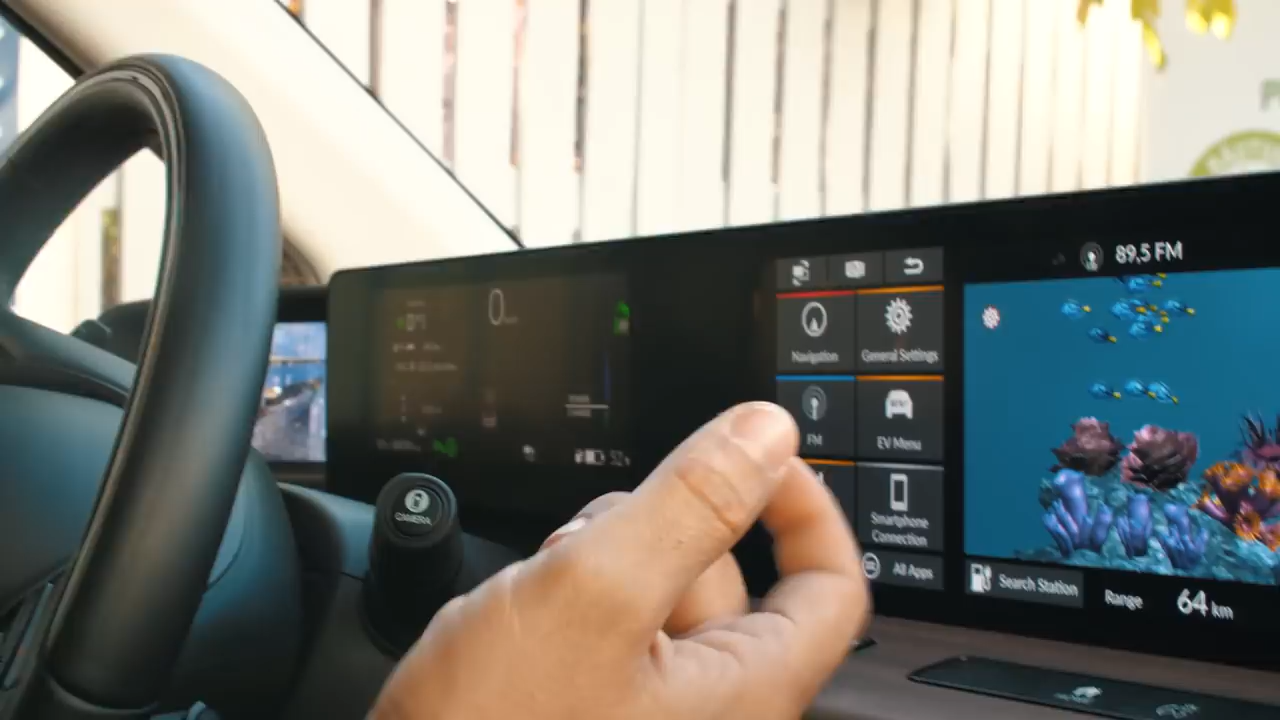 89,5 FM
0
Navigation
General Settings
FM
EV Menu
Smartphone
Connection
All Apps
CAMERA
Search Station
Range
64 km